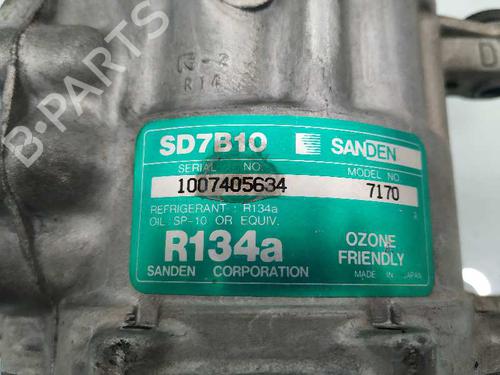 R14
D
SD7B10 SANDEN
SERIAL NO. MODEL NO.
1007405634 7170
REFRIGERANT : R134a
OIL SP-10 OR EQUIV.
R134a OZONE
FRIENDLY
SANDEN CORPORATION MADE IN JAPAN